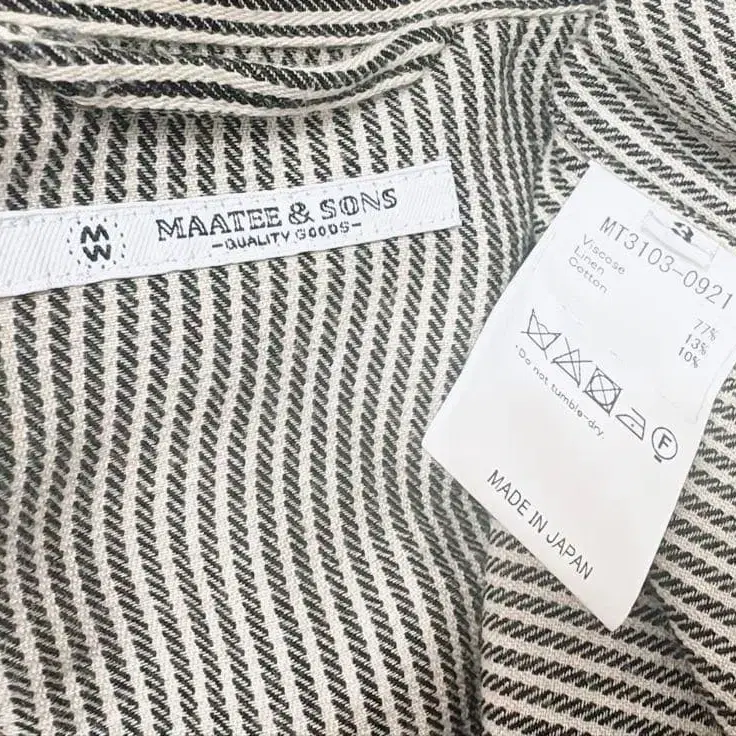 MW
MAATEE & SONS
-QUALITY GOODS-
3
MT3103-0921
Viscose 77%
Linen 13%
Cotton 10%
F
*Do not tumble-dry.
MADE IN JAPAN